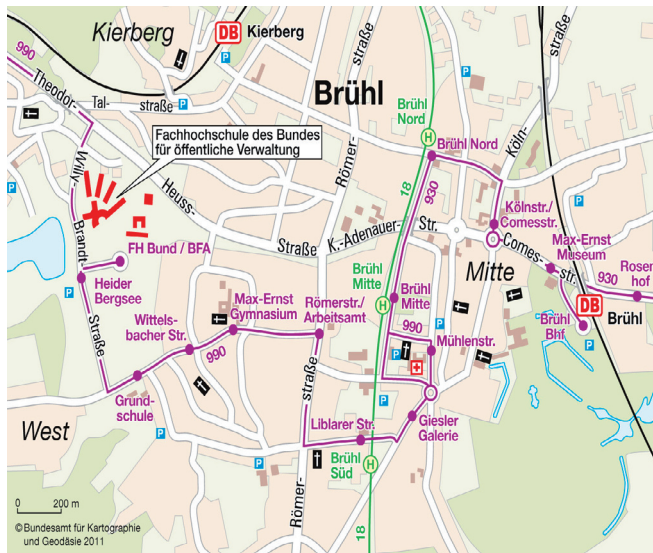 Kierberg
DB Kierberg
990
Theodor-
Heuss-
Straße
Tal-
straße
straße
Köln-
straße
Brühl
Brühl
Nord
H
Brühl Nord
Fachhochschule des Bundes
für öffentliche Verwaltung
Römer-
18
930
Willy-
Brandt-
Straße
K.-Adenauer-
Str.
Kölnstr./
Comesstr.
Comes-
str.
Max-Ernst
Museum
FH Bund / BFA
Heider
Bergsee
Mitte
930
Rosen
hof
Brühl
Mitte
H
Brühl
Mitte
DB
Brühl
Brühl
Bhf
Wittels-
bacher Str.
Max-Ernst
Gymnasium
Römerstr./
Arbeitsamt
990
990
Mühlenstr.
straße
Grund-
schule
West
Liblarer Str.
Giesler
Galerie
Brühl
Süd
H
Römer-
18
P
0 200 m
© Bundesamt für Kartographie
und Geodäsie 2011